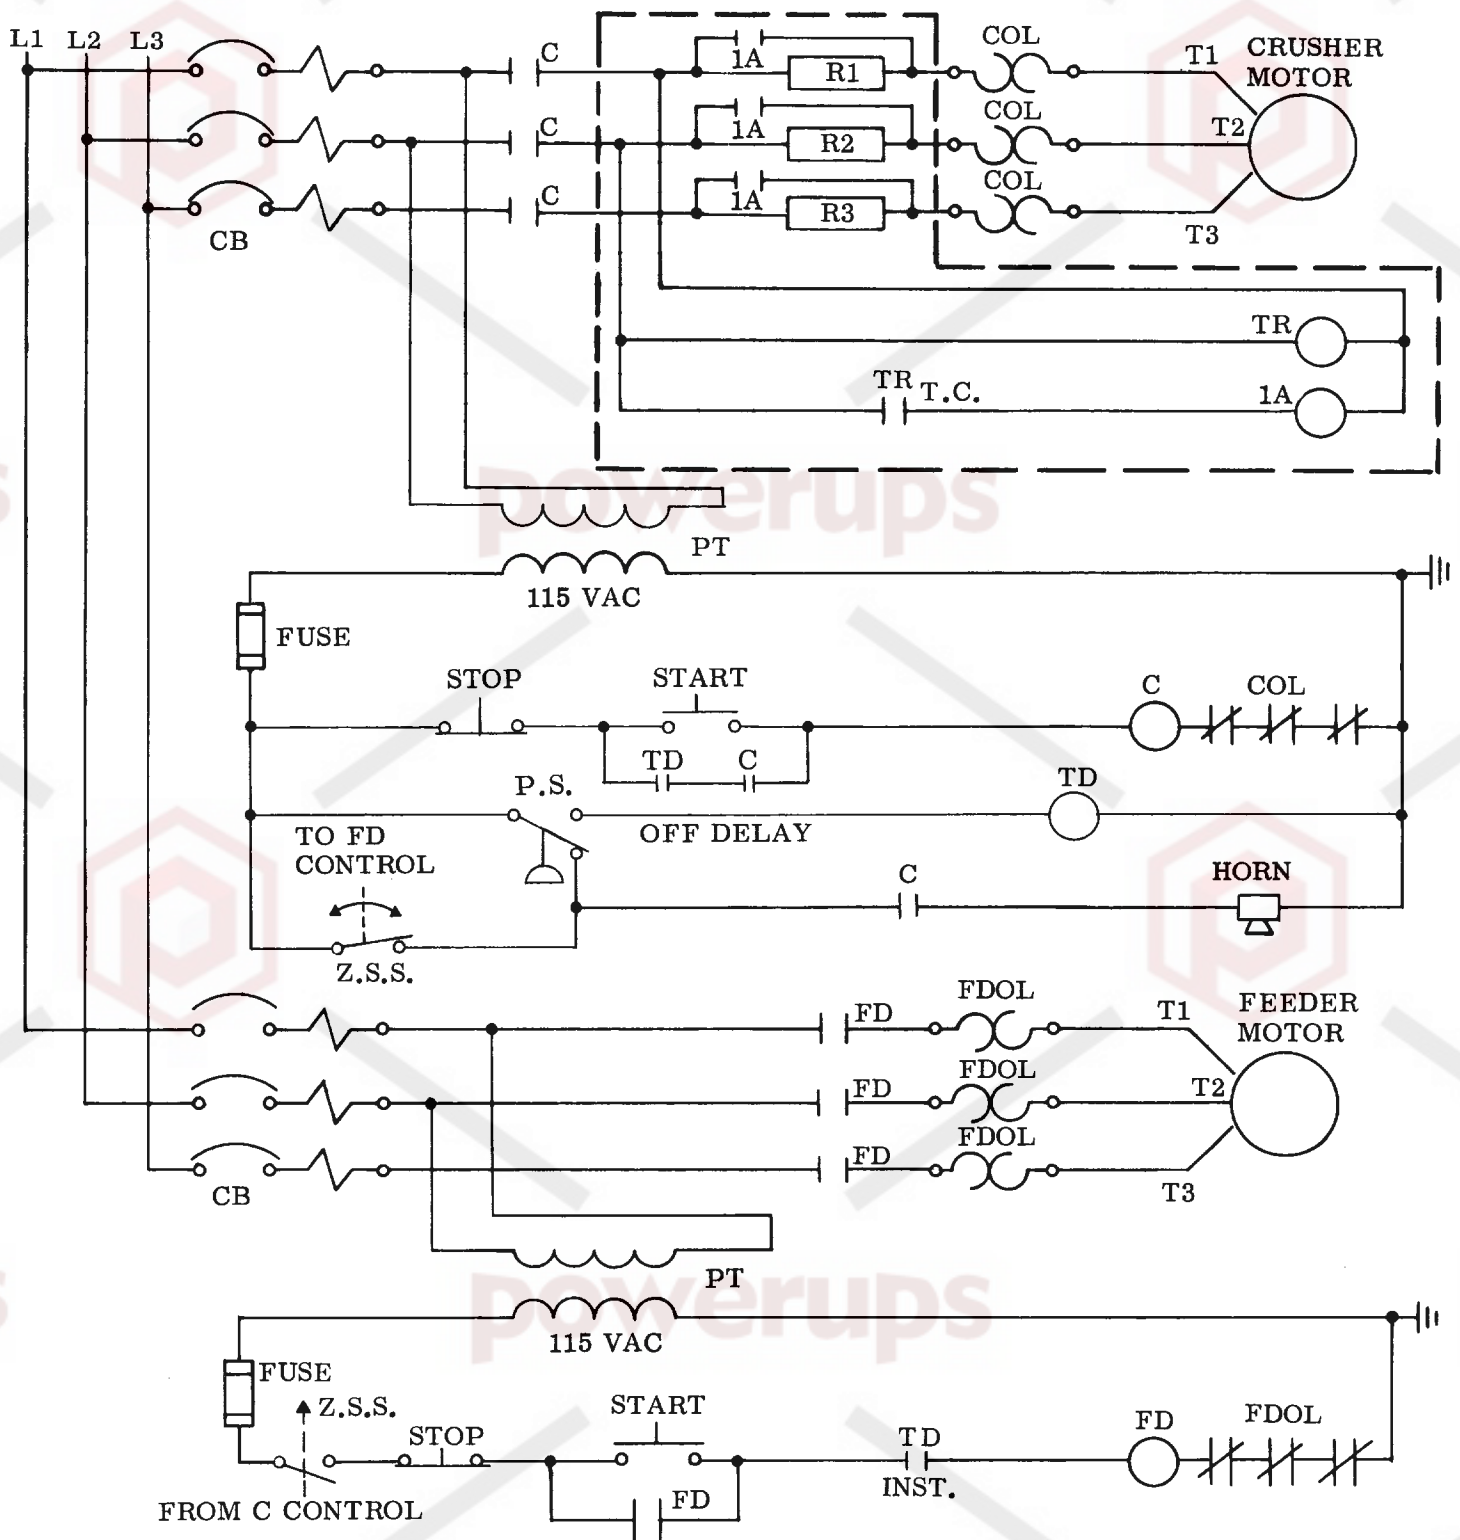 L1 L2 L3
C
1A
R1
COL
T1
CRUSHER
MOTOR
C
1A
R2
COL
T2
C
1A
R3
COL
T3
CB
TR
TR T.C.
1A
powerups
PT
115 VAC
FUSE
STOP
START
C
COL
TD
C
P.S.
TD
OFF DELAY
TO FD
CONTROL
C
HORN
Z.S.S.
FD
FDOL
T1
FEEDER
MOTOR
FD
FDOL
T2
FD
FDOL
T3
CB
powerups
PT
115 VAC
FUSE
Z.S.S.
STOP
START
TD
INST.
FD
FDOL
FROM C CONTROL
FD